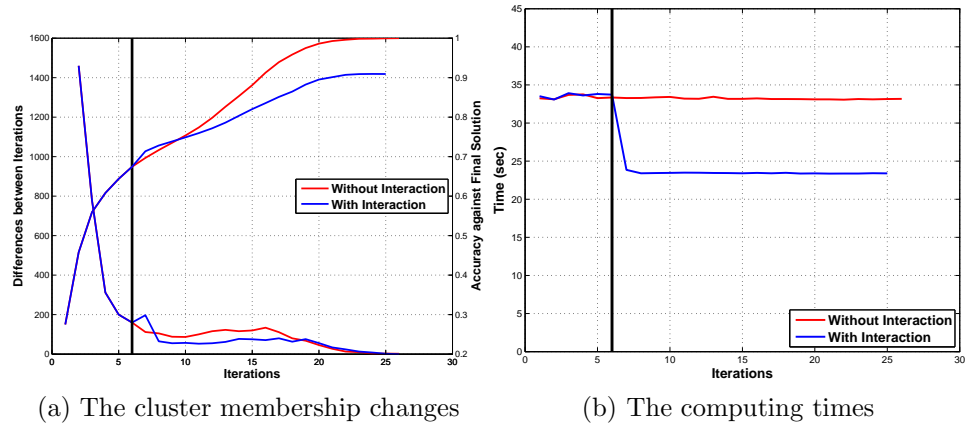 1600
1400
1200
1000
800
600
400
200
0
Differences between Iterations
1
0.9
0.8
0.7
0.6
0.5
0.4
0.3
0.2
Accuracy against Final Solution
Without Interaction
With Interaction
0 5 10 15 20 25 30
Iterations
(a) The cluster membership changes
45
40
35
30
25
20
15
10
5
0
Time (sec)
Without Interaction
With Interaction
0 5 10 15 20 25 30
Iterations
(b) The computing times